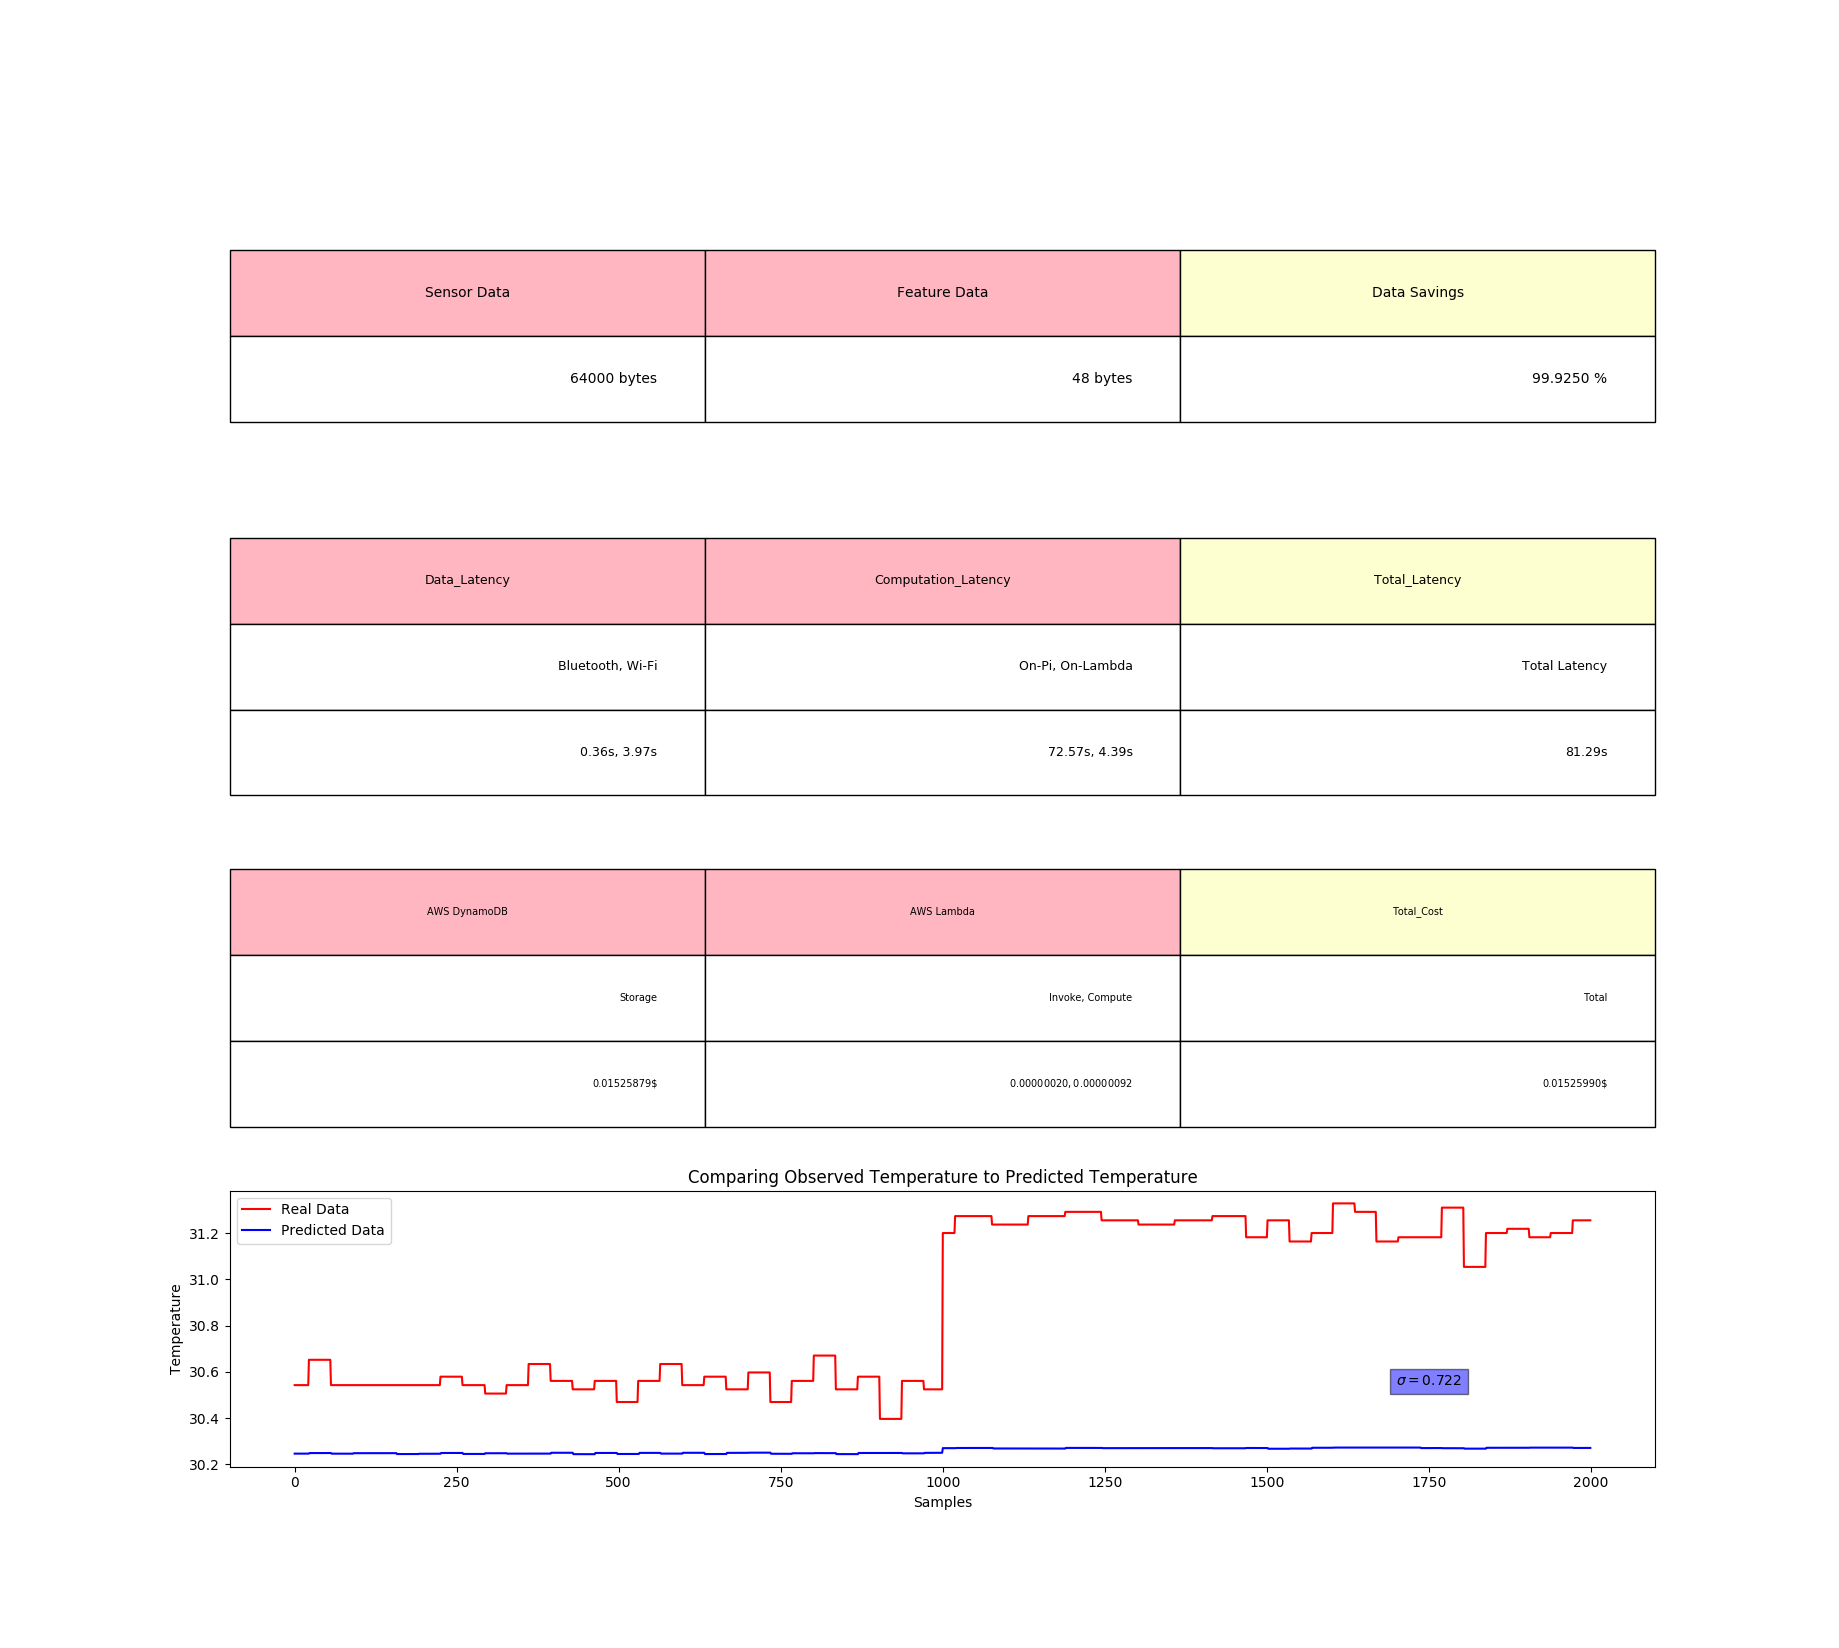 Sensor Data Feature Data Data Savings
64000 bytes 48 bytes 99.9250 %
Data_Latency Computation_Latency Total_Latency
Bluetooth, Wi-Fi On-Pi, On-Lambda Total Latency
0.36s, 3.97s 72.57s, 4.39s 81.29s
AWS DynamoDB AWS Lambda Total_Cost
Storage Invoke, Compute Total
0.01525879$ 0.00000020, 0.00000092 0.01525990$
Comparing Observed Temperature to Predicted Temperature
Real Data
Predicted Data
31.2
31.0
30.8
30.6
30.4
30.2
Temperature
σ = 0.722
0 250 500 750 1000 1250 1500 1750 2000
Samples